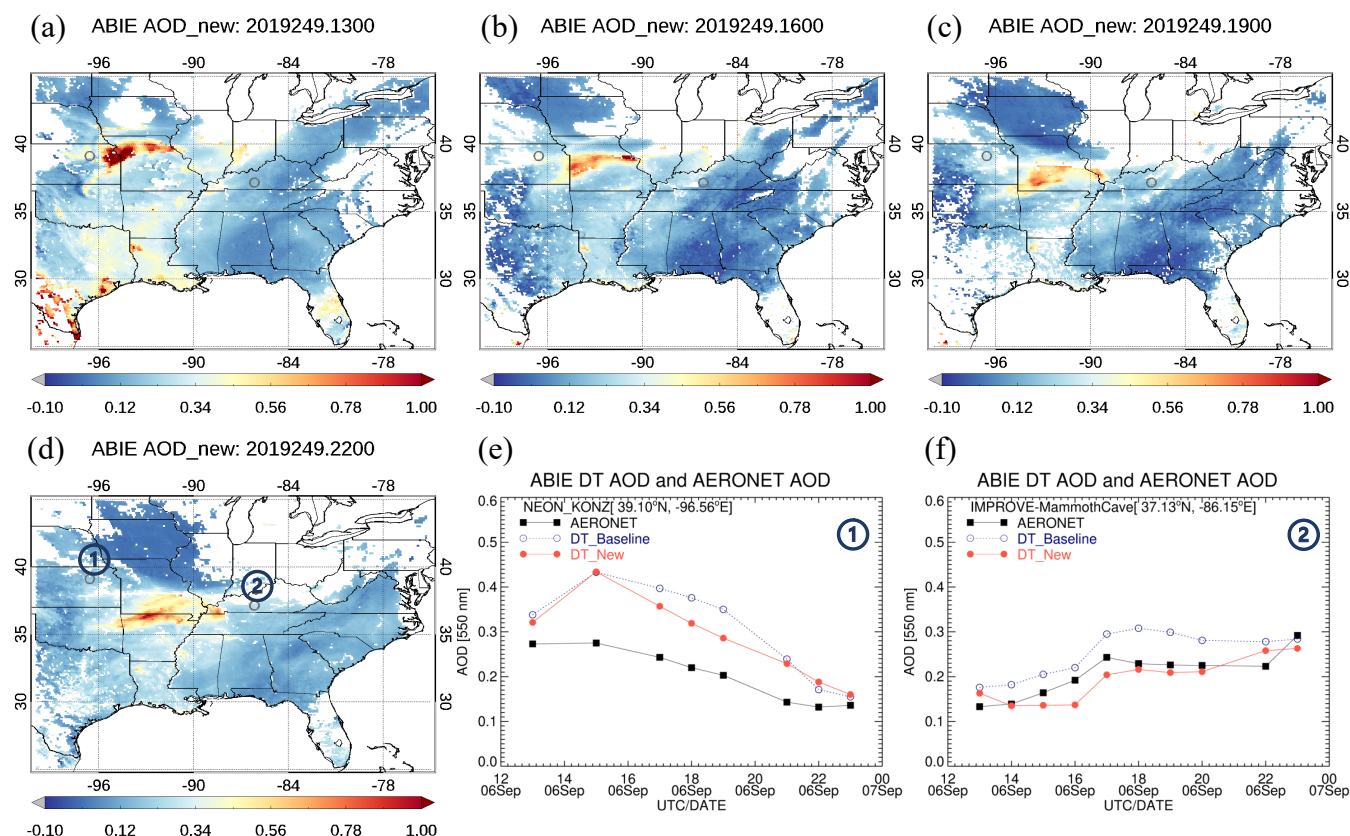 (a) ABIE AOD_new: 2019249.1300
-96 -90 -84 -78
40
35
30
-96 -90 -84 -78
-0.10 0.12 0.34 0.56 0.78 1.00
(b) ABIE AOD_new: 2019249.1600
-96 -90 -84 -78
40
35
30
-96 -90 -84 -78
-0.10 0.12 0.34 0.56 0.78 1.00
(c) ABIE AOD_new: 2019249.1900
-96 -90 -84 -78
40
35
30
-96 -90 -84 -78
-0.10 0.12 0.34 0.56 0.78 1.00
(d) ABIE AOD_new: 2019249.2200
-96 -90 -84 -78
1
2
40 40
35 35
30 30
-96 -90 -84 -78
-0.10 0.12 0.34 0.56 0.78 1.00
(e)
ABIE DT AOD and AERONET AOD
NEON_KONZ[ 39.10°N, -96.56°E]
AERONET
DT_Baseline
DT_New
1
AOD [550 nm]
0.6
0.5
0.4
0.3
0.2
0.1
0.0
12 14 16 18 20 22 00
06Sep 06Sep 06Sep 06Sep 06Sep 06Sep 07Sep
UTC/DATE
(f)
ABIE DT AOD and AERONET AOD
IMPROVE-MammothCave[ 37.13°N, -86.15°E]
AERONET
DT_Baseline
DT_New
2
AOD [550 nm]
0.6
0.5
0.4
0.3
0.2
0.1
0.0
12 14 16 18 20 22 00
06Sep 06Sep 06Sep 06Sep 06Sep 06Sep 07Sep
UTC/DATE